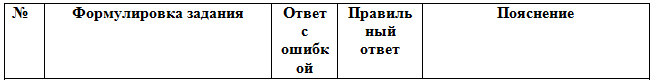 № Формулировка задания Ответ Правиль Пояснение
с ный
ошибк ответ
ой